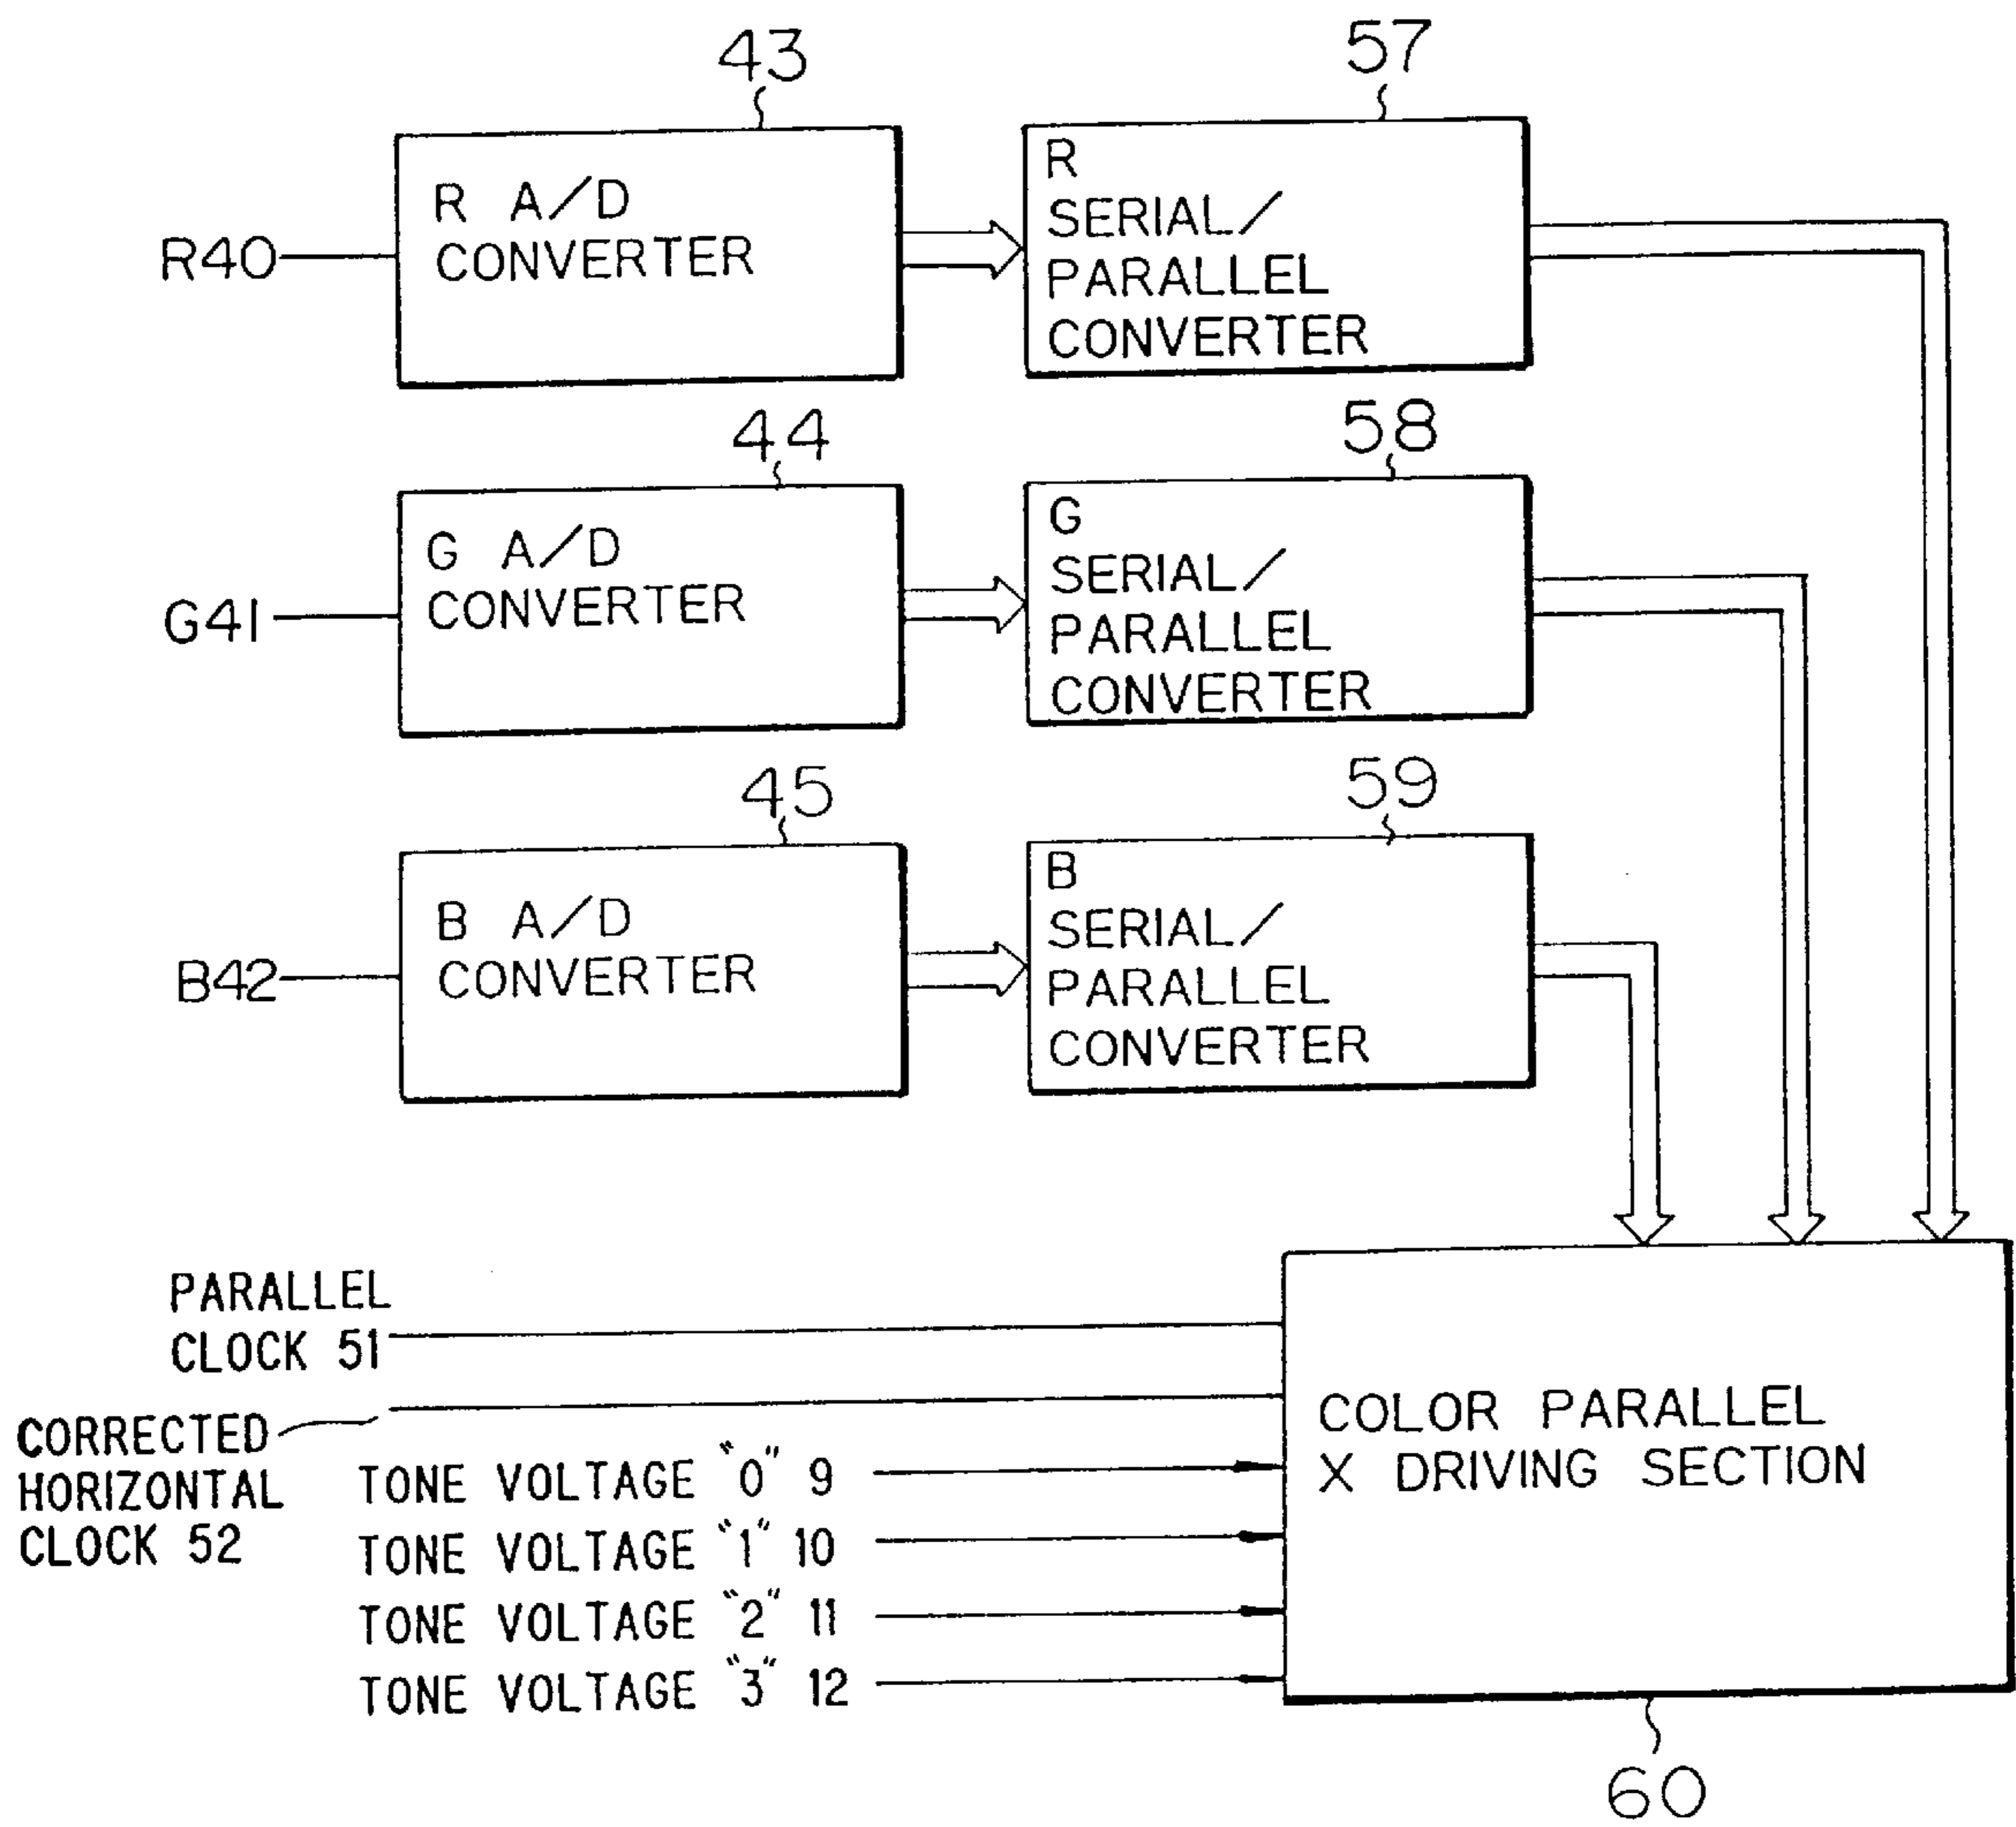 43
57
R A/D
CONVERTER
R
SERIAL/
PARALLEL
CONVERTER
R40
44
58
G A/D
CONVERTER
G
SERIAL/
PARALLEL
CONVERTER
G41
45
59
B A/D
CONVERTER
B
SERIAL/
PARALLEL
CONVERTER
B42
PARALLEL
CLOCK 51
CORRECTED
HORIZONTAL
CLOCK 52
TONE VOLTAGE "0" 9
TONE VOLTAGE "1" 10
TONE VOLTAGE "2" 11
TONE VOLTAGE "3" 12
COLOR PARALLEL
X DRIVING SECTION
60